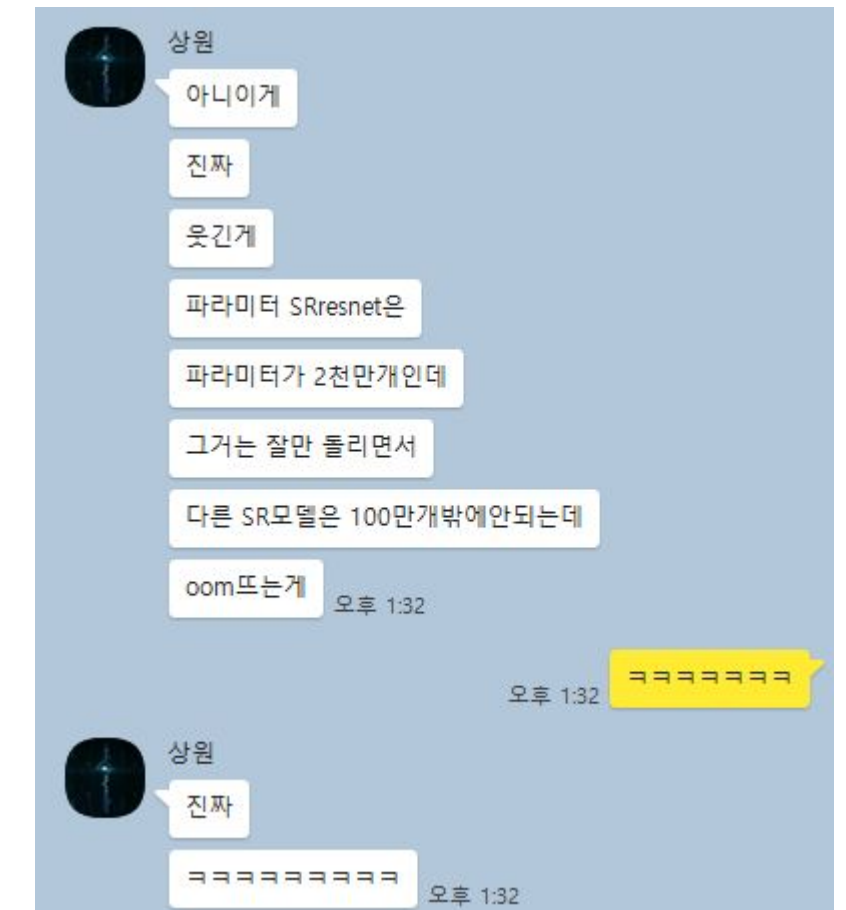 상원
아니이게
진짜
웃긴게
파라미터 SRresnet은
파라미터가 2천만개인데
그거는 잘만 돌리면서
다른 SR모델은 100만개밖에안되는데
oom뜨는게
오후 1:32
ㅋㅋㅋㅋㅋㅋㅋ
오후 1:32
상원
진짜
ㅋㅋㅋㅋㅋㅋㅋㅋㅋ
오후 1:32